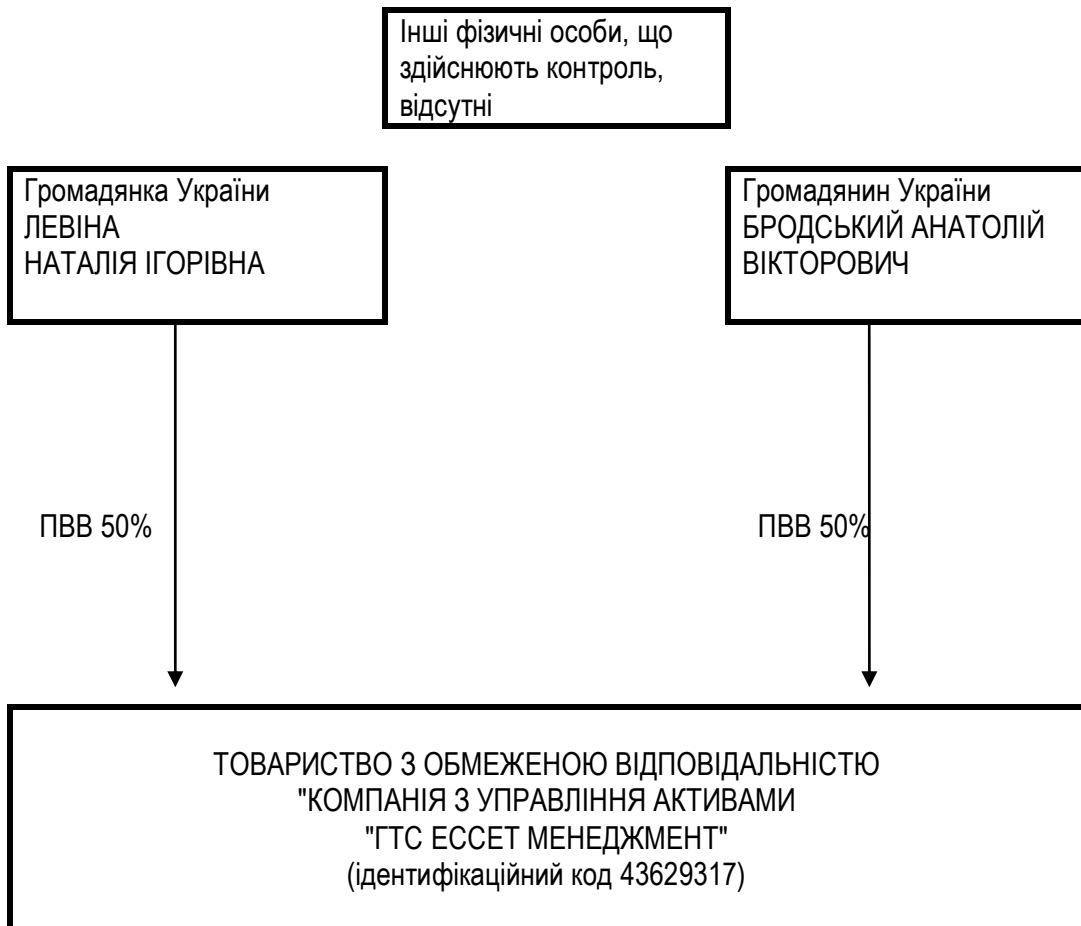 Інші фізичні особи, що
здійснюють контроль,
відсутні
Громадянка України
ЛЕВІНА
НАТАЛІЯ ІГОРІВНА
Громадянин України
БРОДСЬКИЙ АНАТОЛІЙ
ВІКТОРОВИЧ
ПВВ 50%
ПВВ 50%
ТОВАРИСТВО З ОБМЕЖЕНОЮ ВІДПОВІДАЛЬНІСТЮ
"КОМПАНІЯ З УПРАВЛІННЯ АКТИВАМИ
"ГТС ЕССЕТ МЕНЕДЖМЕНТ"
(ідентифікаційний код 43629317)